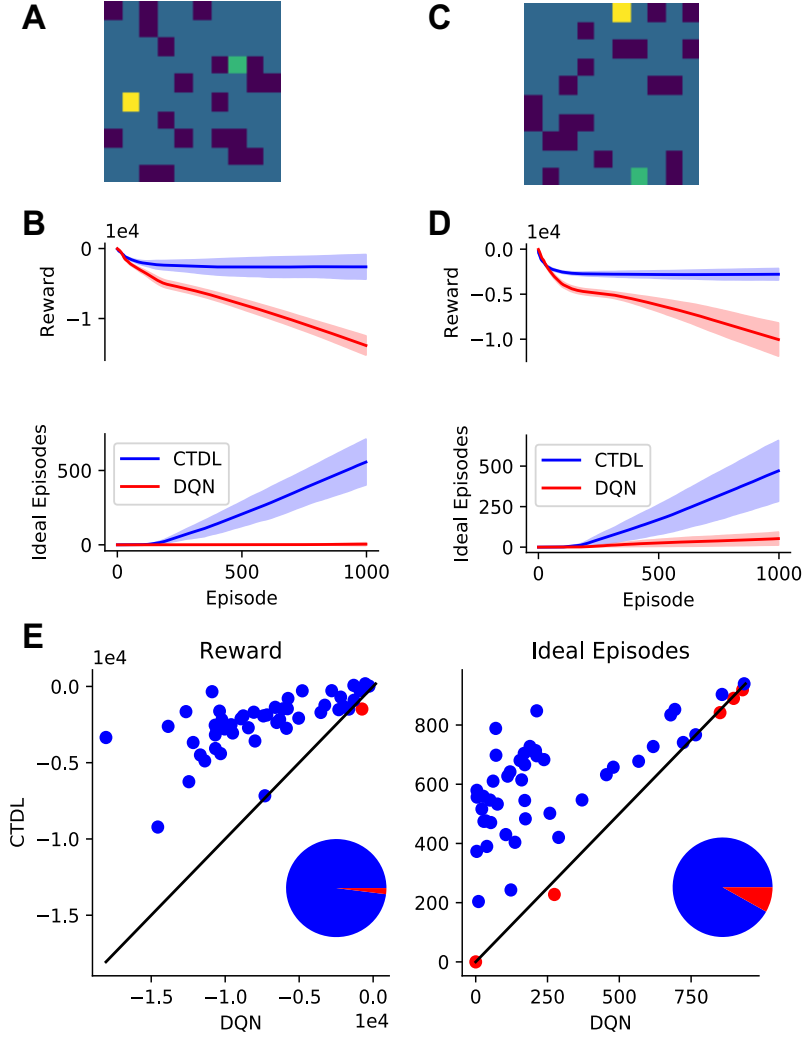 A
C
B
1e4
0
−1
Reward
D
1e4
0.0
−0.5
−1.0
Reward
500
0
Ideal Episodes
CTDL
DQN
0
500
1000
Episode
500
250
0
Ideal Episodes
CTDL
DQN
0
500
1000
Episode
E
1e4
Reward
0.0
−0.5
−1.0
−1.5
CTDL
−1.5
−1.0
−0.5
0.0
DQN
1e4
Ideal Episodes
800
600
400
200
0
0
250
500
750
DQN